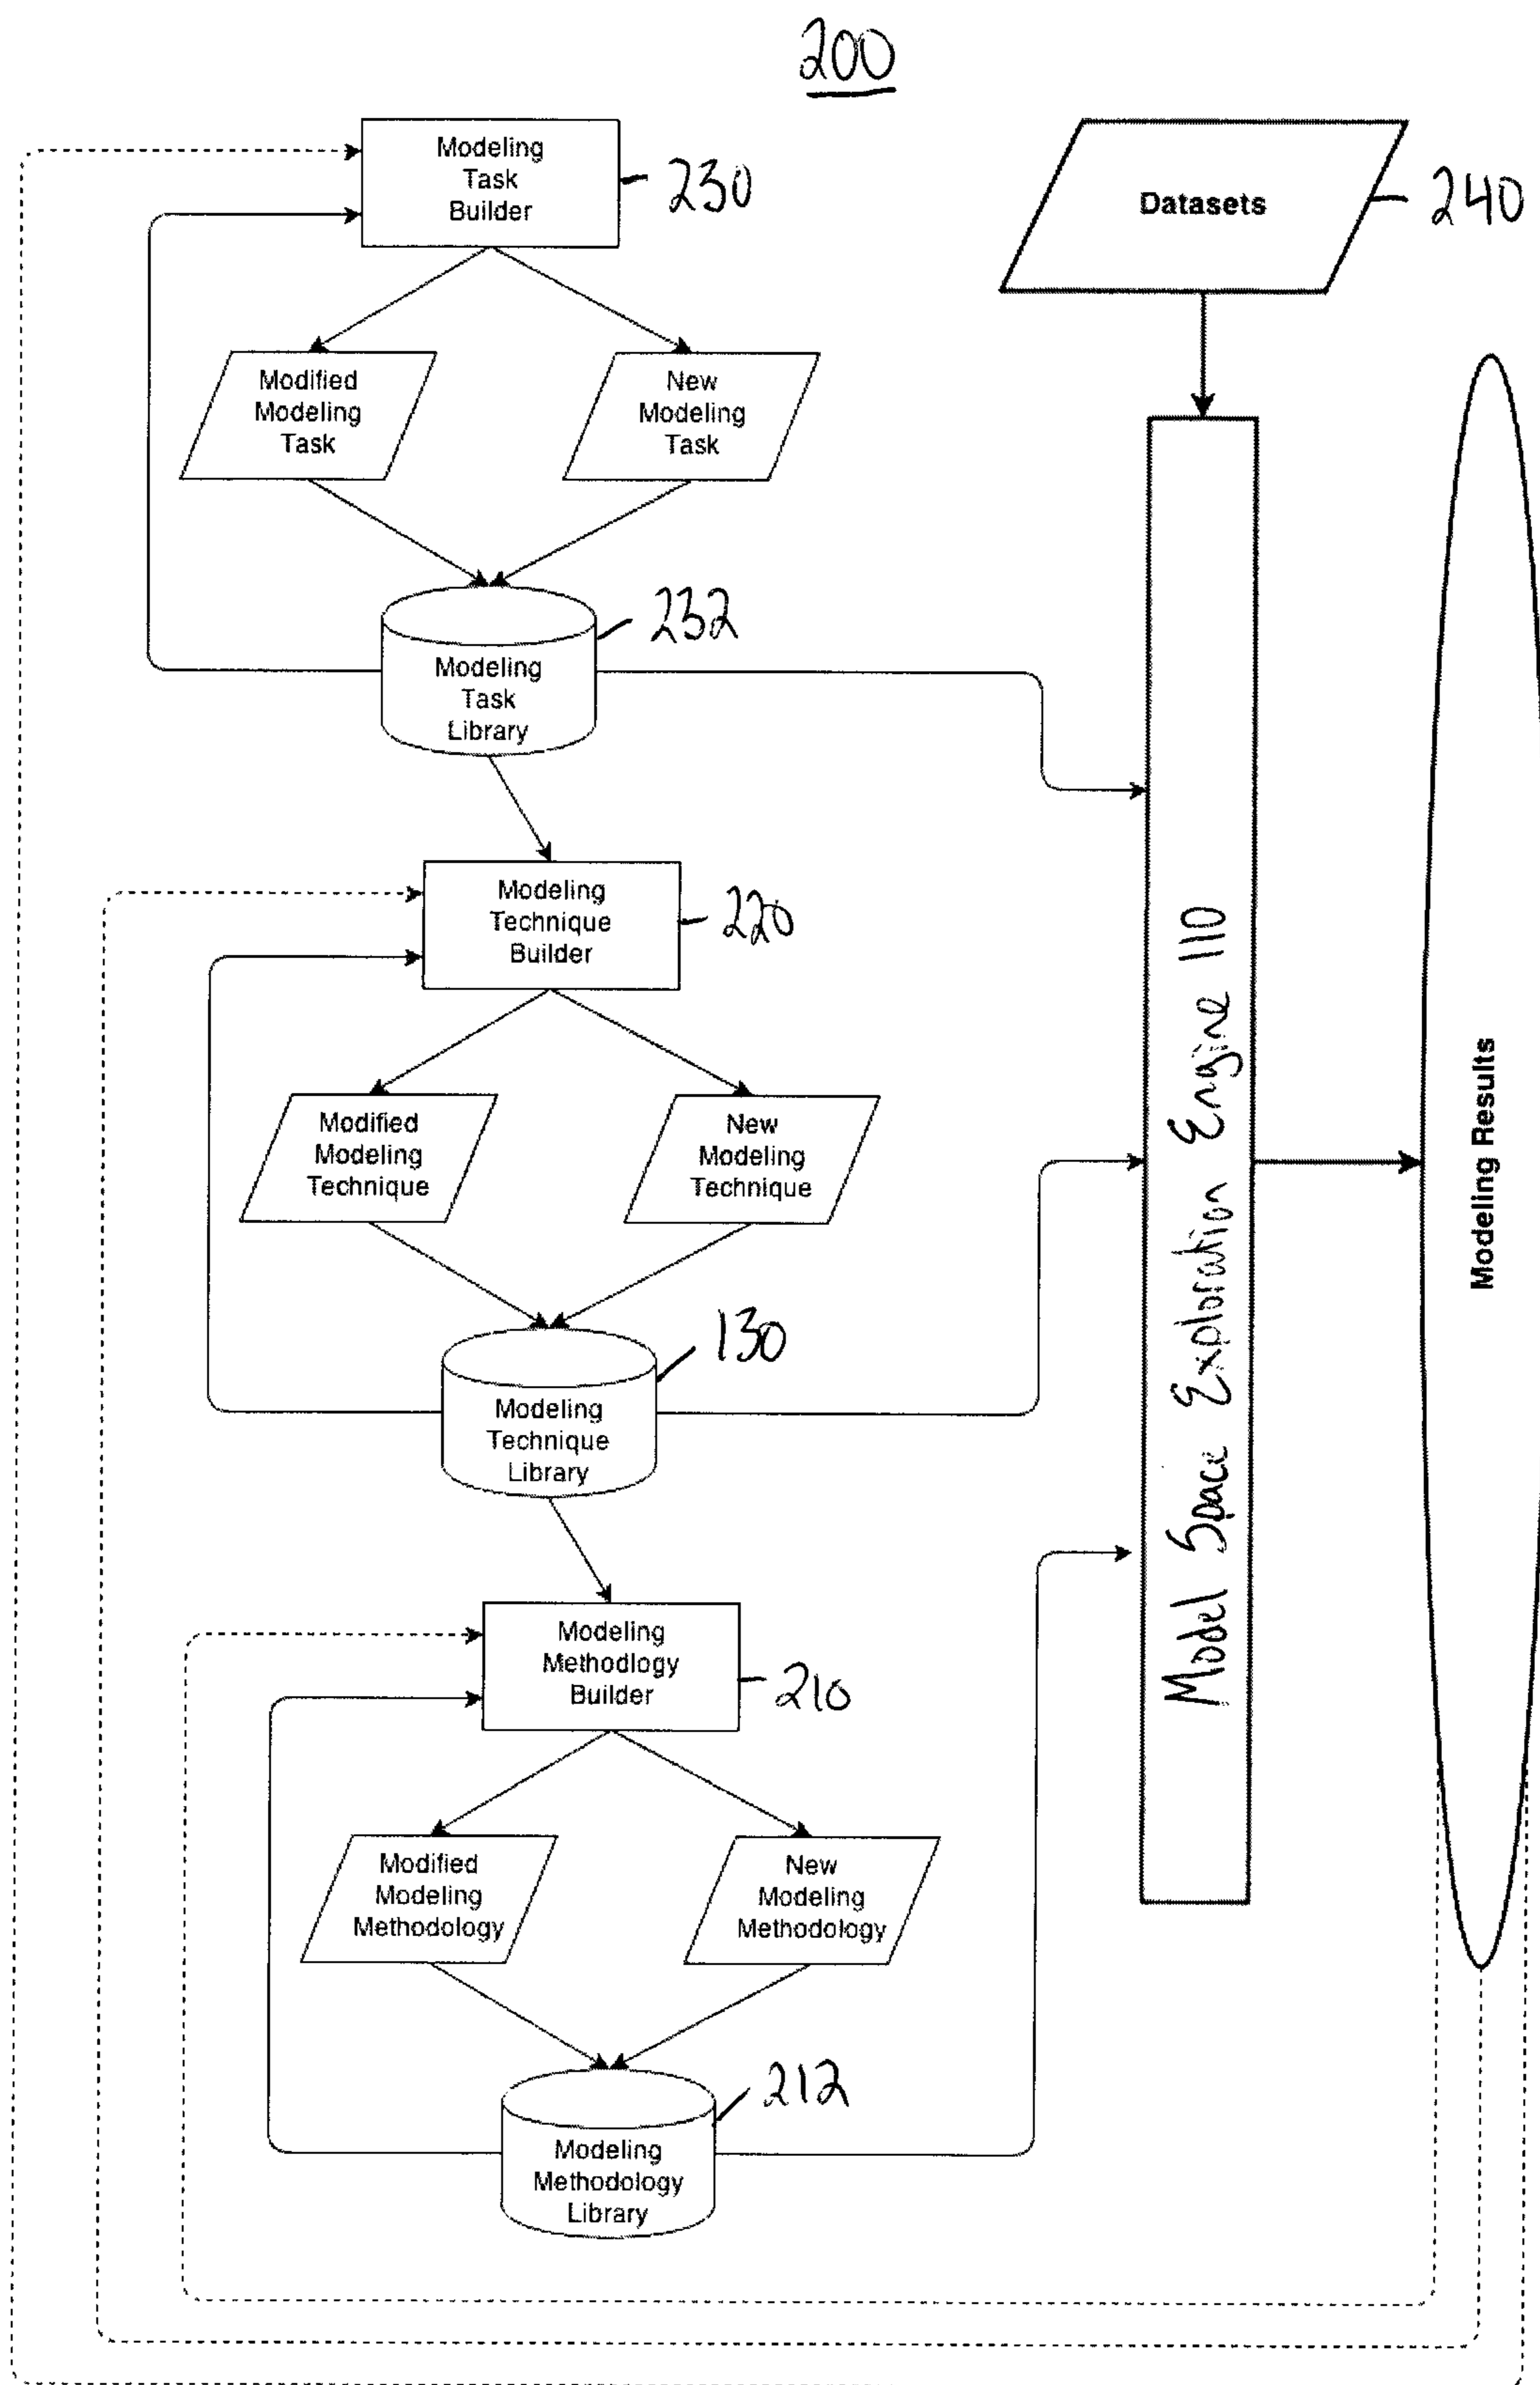 200
Modeling
Task
Builder
230
Datasets
240
Modified
Modeling
Task
New
Modeling
Task
232
Modeling
Task
Library
Modeling
Technique
Builder
220
Modified
Modeling
Technique
New
Modeling
Technique
130
Modeling
Technique
Library
Modeling
Methodlogy
Builder
210
Modified
Modeling
Methodology
New
Modeling
Methodology
212
Modeling
Methodology
Library
Model Space Exploration Engine 110
Modeling Results